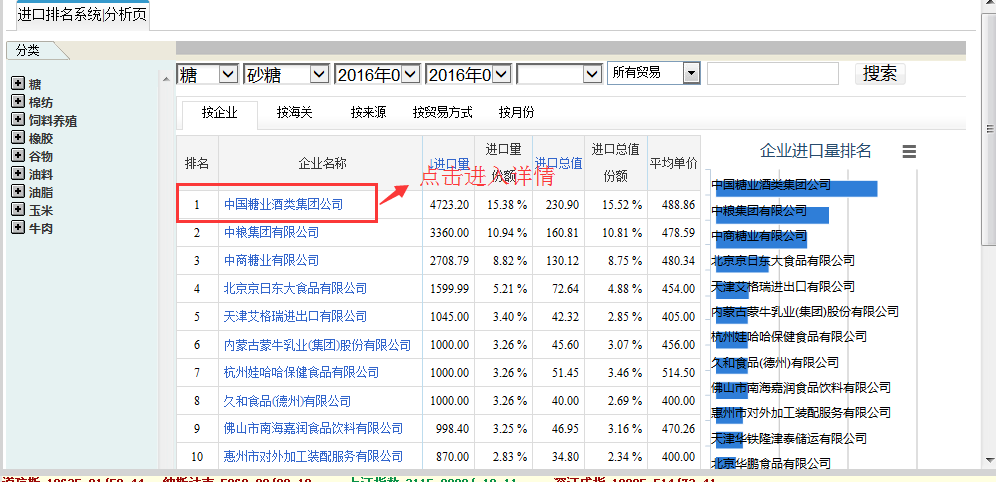 进口排名系统|分析页
分类
糖 砂糖 2016年0 2016年0 所有贸易 搜索
糖
棉纺
饲料养殖
橡胶
谷物
油料
油脂
玉米
牛肉
按企业 按海关 按来源 按贸易方式 按月份
排名 企业名称 ↓进口量 进口量份额 进口总值 进口总值份额 平均单价
点击进入详情
1 中国糖业酒类集团公司 4723.20 15.38 % 230.90 15.52 % 488.86
2 中粮集团有限公司 3360.00 10.94 % 160.81 10.81 % 478.59
3 中商糖业有限公司 2708.79 8.82 % 130.12 8.75 % 480.34
4 北京京日东大食品有限公司 1599.99 5.21 % 72.64 4.88 % 454.00
5 天津艾格瑞进出口有限公司 1045.00 3.40 % 42.32 2.85 % 405.00
6 内蒙古蒙牛乳业(集团)股份有限公司 1000.00 3.26 % 45.60 3.07 % 456.00
7 杭州娃哈哈保健食品有限公司 1000.00 3.26 % 51.45 3.46 % 514.50
8 久和食品(德州)有限公司 1000.00 3.26 % 40.00 2.69 % 400.00
9 佛山市南海嘉润食品饮料有限公司 998.40 3.25 % 46.95 3.16 % 470.26
10 惠州市对外加工装配服务有限公司 870.00 2.83 % 34.80 2.34 % 400.00
企业进口量排名
中国糖业酒类集团公司
中粮集团有限公司
中商糖业有限公司
北京京日东大食品有限公司
天津艾格瑞进出口有限公司
内蒙古蒙牛乳业(集团)股份有限公司
杭州娃哈哈保健食品有限公司
久和食品(德州)有限公司
佛山市南海嘉润食品饮料有限公司
惠州市对外加工装配服务有限公司
天津华铁隆津泰储运有限公司
北京华鹏食品有限公司